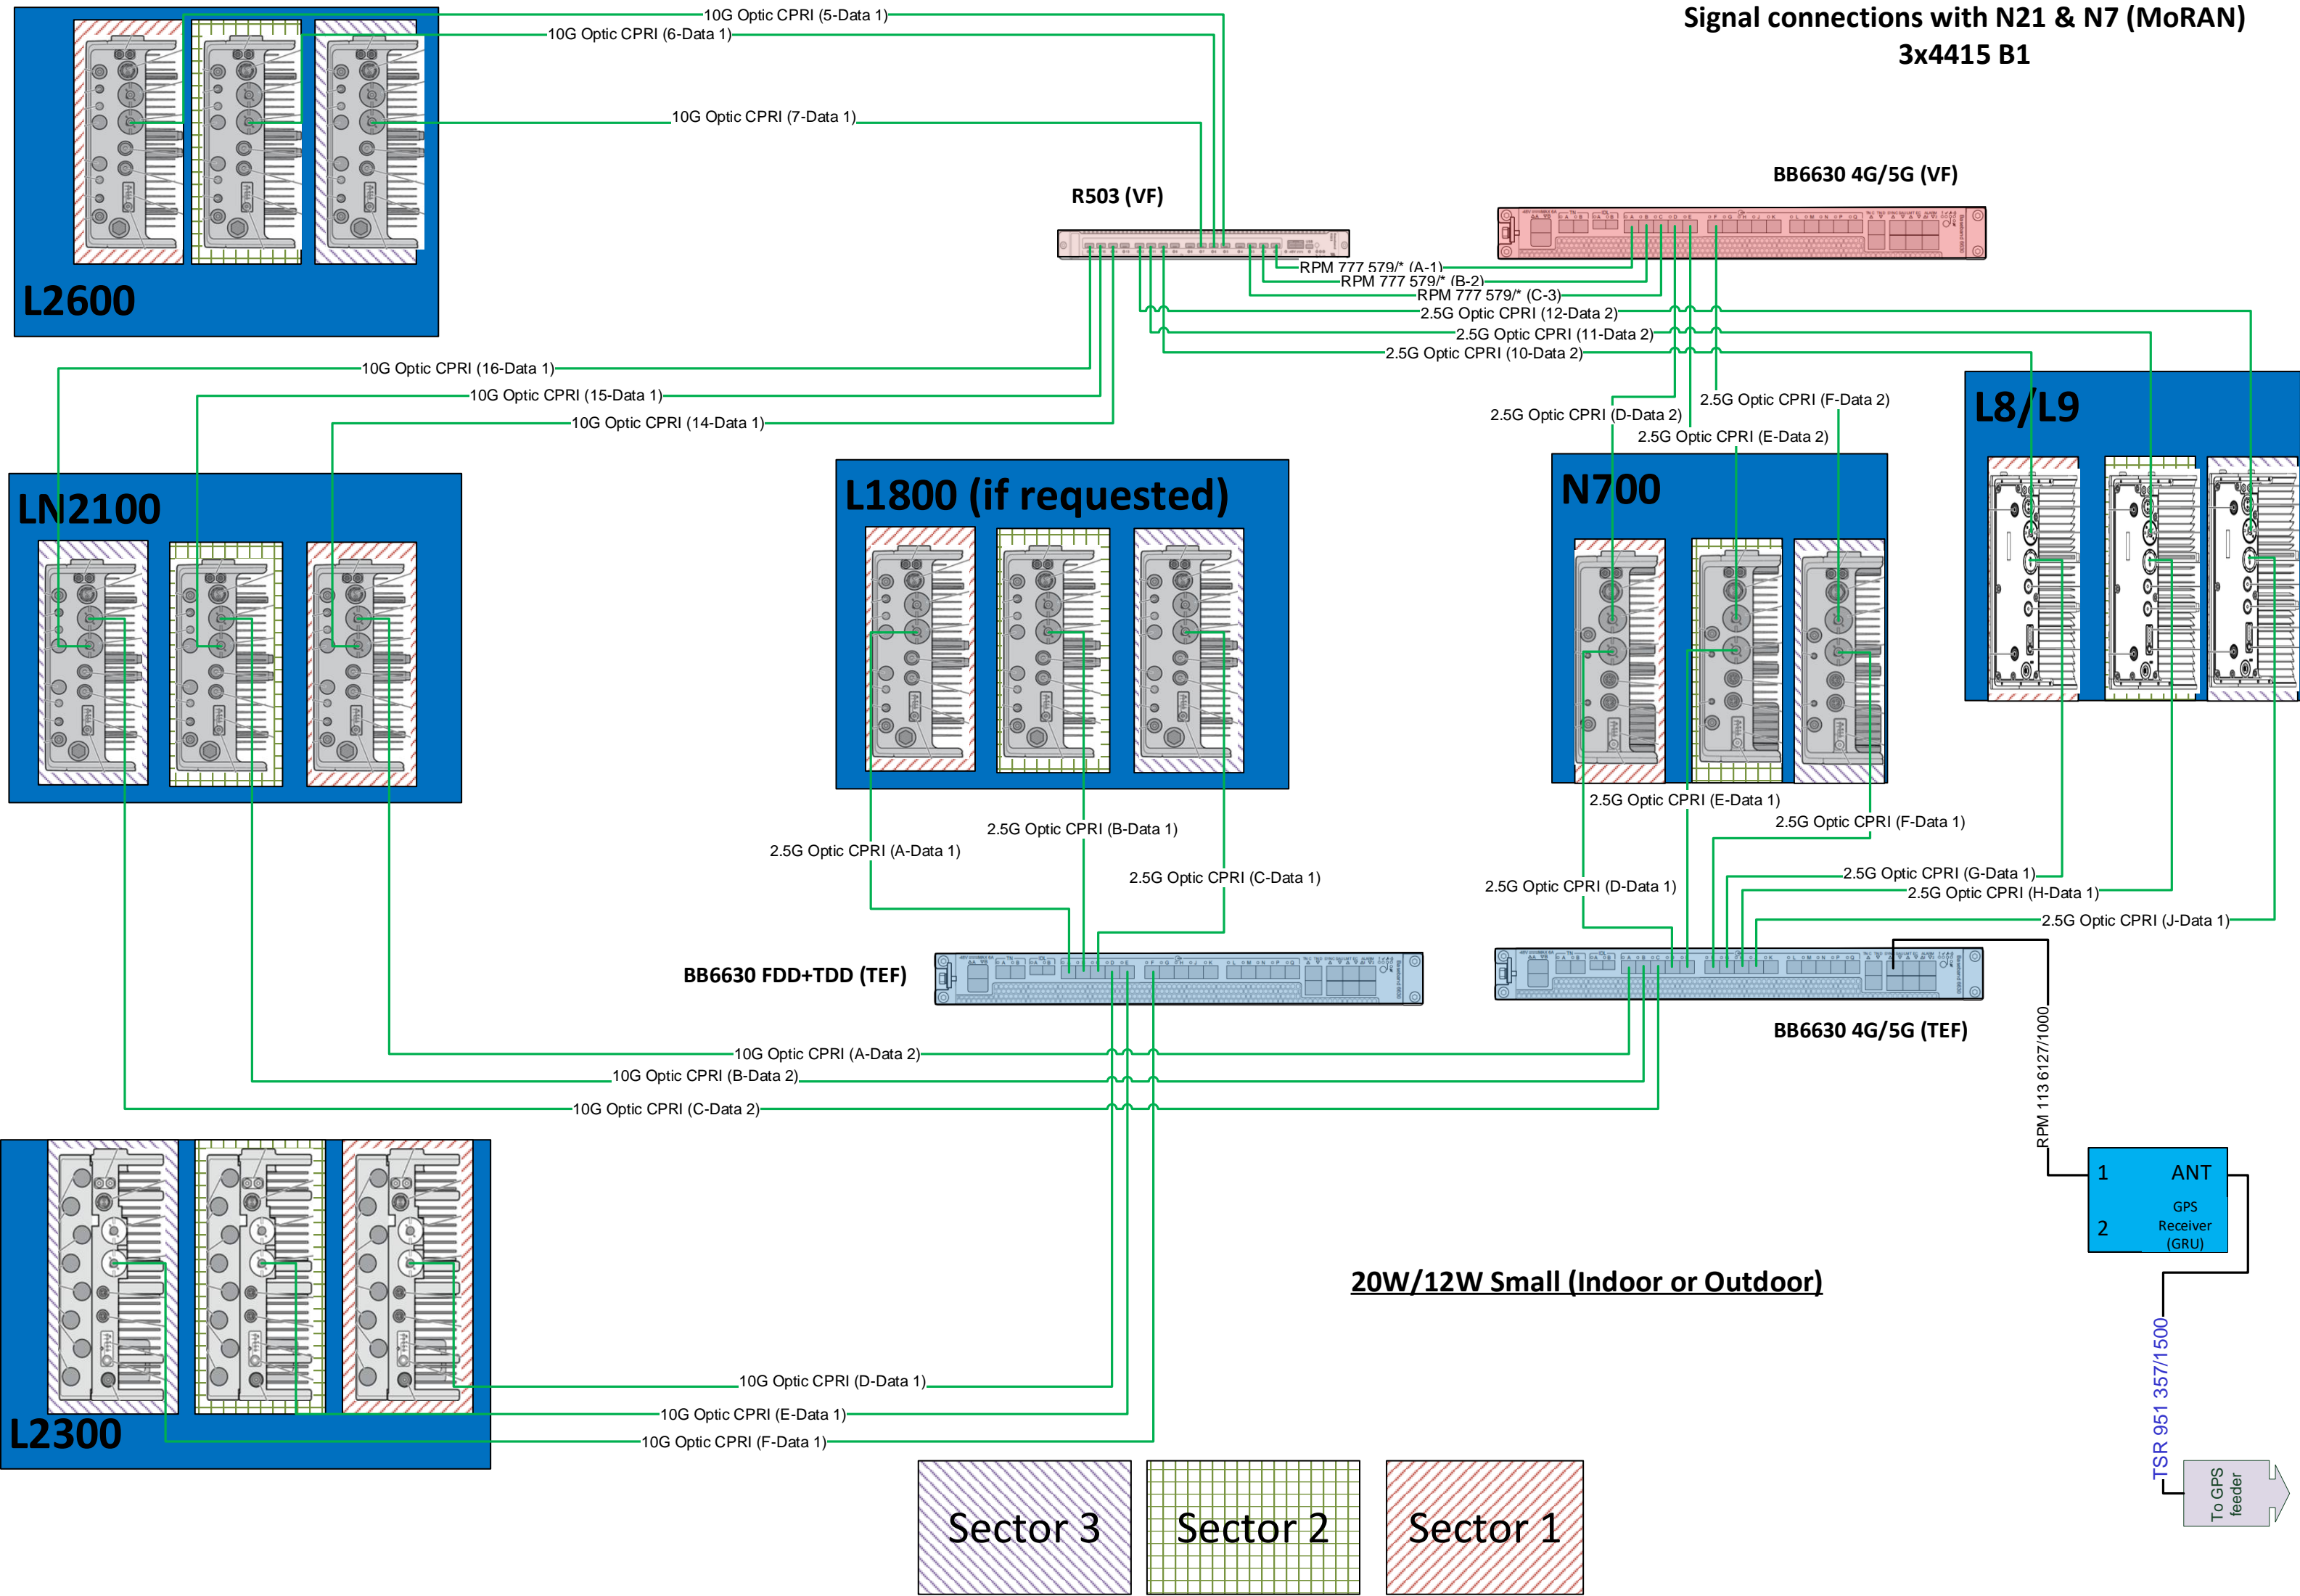 Signal connections with N21 & N7 (MoRAN)
3x4415 B1
10G Optic CPRI (5-Data 1)
10G Optic CPRI (6-Data 1)
10G Optic CPRI (7-Data 1)
L2600
R503 (VF)
BB6630 4G/5G (VF)
RPM 777 579/* (A-1)
RPM 777 579/* (B-2)
RPM 777 579/* (C-3)
2.5G Optic CPRI (12-Data 2)
2.5G Optic CPRI (11-Data 2)
2.5G Optic CPRI (10-Data 2)
10G Optic CPRI (16-Data 1)
10G Optic CPRI (15-Data 1)
10G Optic CPRI (14-Data 1)
2.5G Optic CPRI (D-Data 2)
2.5G Optic CPRI (F-Data 2)
2.5G Optic CPRI (E-Data 2)
L8/L9
LN2100
L1800 (if requested)
N700
2.5G Optic CPRI (A-Data 1)
2.5G Optic CPRI (B-Data 1)
2.5G Optic CPRI (C-Data 1)
2.5G Optic CPRI (E-Data 1)
2.5G Optic CPRI (F-Data 1)
2.5G Optic CPRI (D-Data 1)
2.5G Optic CPRI (G-Data 1)
2.5G Optic CPRI (H-Data 1)
2.5G Optic CPRI (J-Data 1)
BB6630 FDD+TDD (TEF)
BB6630 4G/5G (TEF)
10G Optic CPRI (A-Data 2)
10G Optic CPRI (B-Data 2)
10G Optic CPRI (C-Data 2)
RPM 113 6127/1000
1 ANT
2
GPS
Receiver
(GRU)
TSR 951 357/1500
To GPS
feeder
20W/12W Small (Indoor or Outdoor)
10G Optic CPRI (D-Data 1)
10G Optic CPRI (E-Data 1)
10G Optic CPRI (F-Data 1)
L2300
Sector 3
Sector 2
Sector 1